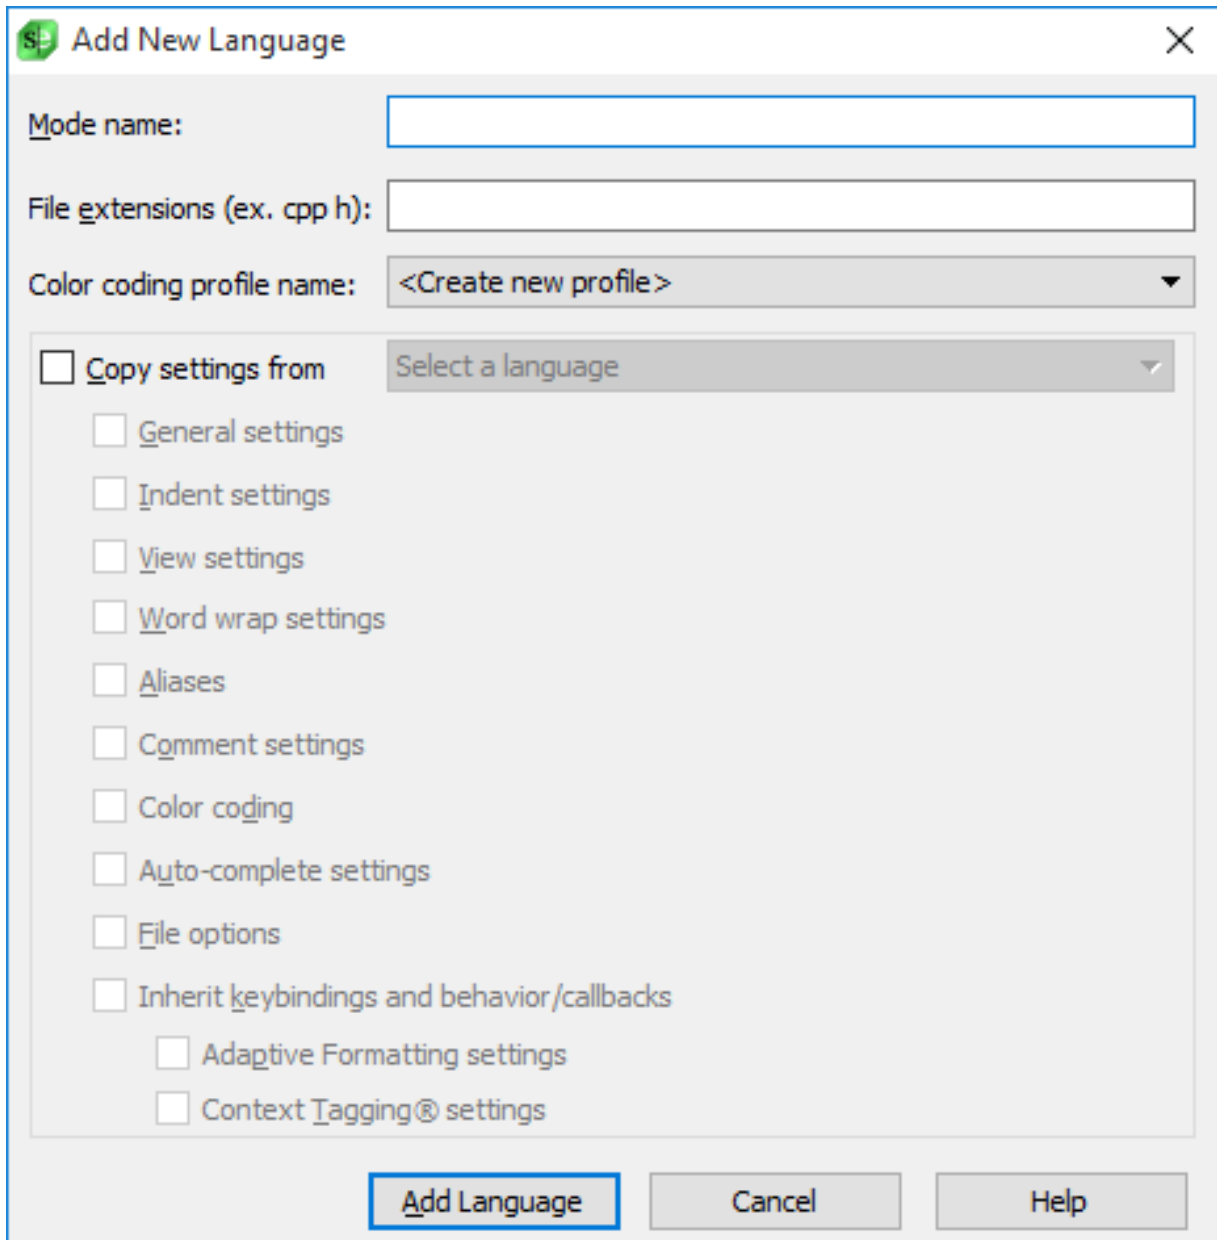 Add New Language
Mode name:
File extensions (ex. cpp h):
Color coding profile name: <Create new profile>
Copy settings from Select a language
General settings
Indent settings
View settings
Word wrap settings
Aliases
Comment settings
Color coding
Auto-complete settings
File options
Inherit keybindings and behavior/callbacks
Adaptive Formatting settings
Context Tagging® settings
Add Language Cancel Help